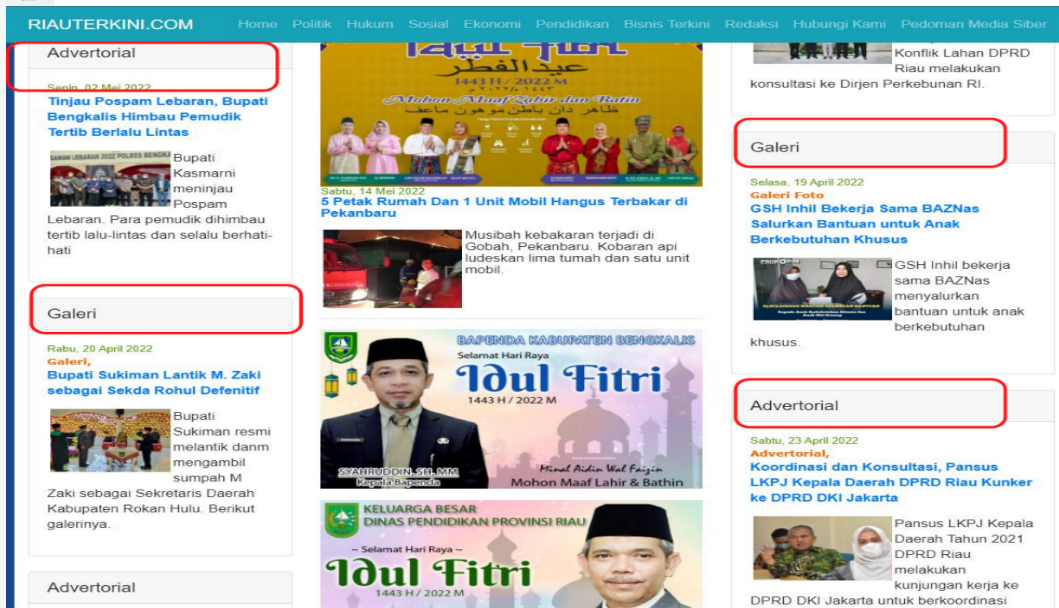 RIAUTERKINI.COM Home Politik Hukum Sosial Ekonomi Pendidikan Bisnis Terkini Redaksi Hubungi Kami Pedoman Media Siber
Advertorial
Senin, 02 Mei 2022
Tinjau Pospam Lebaran, Bupati
Bengkalis Himbau Pemudik
Tertib Berlalu Lintas
Bupati
Kasmarni
meninjau
Pospam
Lebaran. Para pemudik dihimbau
tertib lalu-lintas dan selalu berhati-
hati
Galeri
Rabu, 20 April 2022
Galeri,
Bupati Sukiman Lantik M. Zaki
sebagai Sekda Rohul Defenitif
Bupati
Sukiman resmi
melantik danm
mengambil
sumpah M
Zaki sebagai Sekretaris Daerah
Kabupaten Rokan Hulu. Berikut
galerinya.
Advertorial
Idul Fitri
عيد الفطر
1443 H / 2022 M
Mohon Maaf Zahir dan Batin
Sabtu, 14 Mei 2022
5 Petak Rumah Dan 1 Unit Mobil Hangus Terbakar di
Pekanbaru
Musibah kebakaran terjadi di
Gobah, Pekanbaru. Kobaran api
ludeskan lima tumah dan satu unit
mobil.
BAPENDA KABUPATEN BENGKALIS
Selamat Hari Raya
Idul Fitri
1443 H / 2022 M
SYAHRUDDIN, SH, MM
Kepala Bapenda
Minal Aidin Wal Faizin
Mohon Maaf Lahir & Bathin
KELUARGA BESAR
DINAS PENDIDIKAN PROVINSI RIAU
~ Selamat Hari Raya ~
Idul Fitri
1443 H / 2022 M
Konflik Lahan DPRD
Riau melakukan
konsultasi ke Dirjen Perkebunan RI.
Galeri
Selasa, 19 April 2022
Galeri Foto
GSH Inhil Bekerja Sama BAZNas
Salurkan Bantuan untuk Anak
Berkebutuhan Khusus
GSH Inhil bekerja
sama BAZNas
menyalurkan
bantuan untuk anak
berkebutuhan
khusus.
Advertorial
Sabtu, 23 April 2022
Advertorial,
Koordinasi dan Konsultasi, Pansus
LKPJ Kepala Daerah DPRD Riau Kunker
ke DPRD DKI Jakarta
Pansus LKPJ Kepala
Daerah Tahun 2021
DPRD Riau
melakukan
kunjungan kerja ke
DPRD DKI Jakarta untuk berkoordinasi